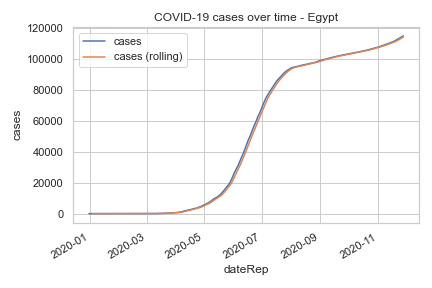 COVID-19 cases over time - Egypt
cases
cases (rolling)
120000
100000
80000
60000
40000
20000
0
cases
2020-01
2020-03
2020-05
2020-07
2020-09
2020-11
dateRep